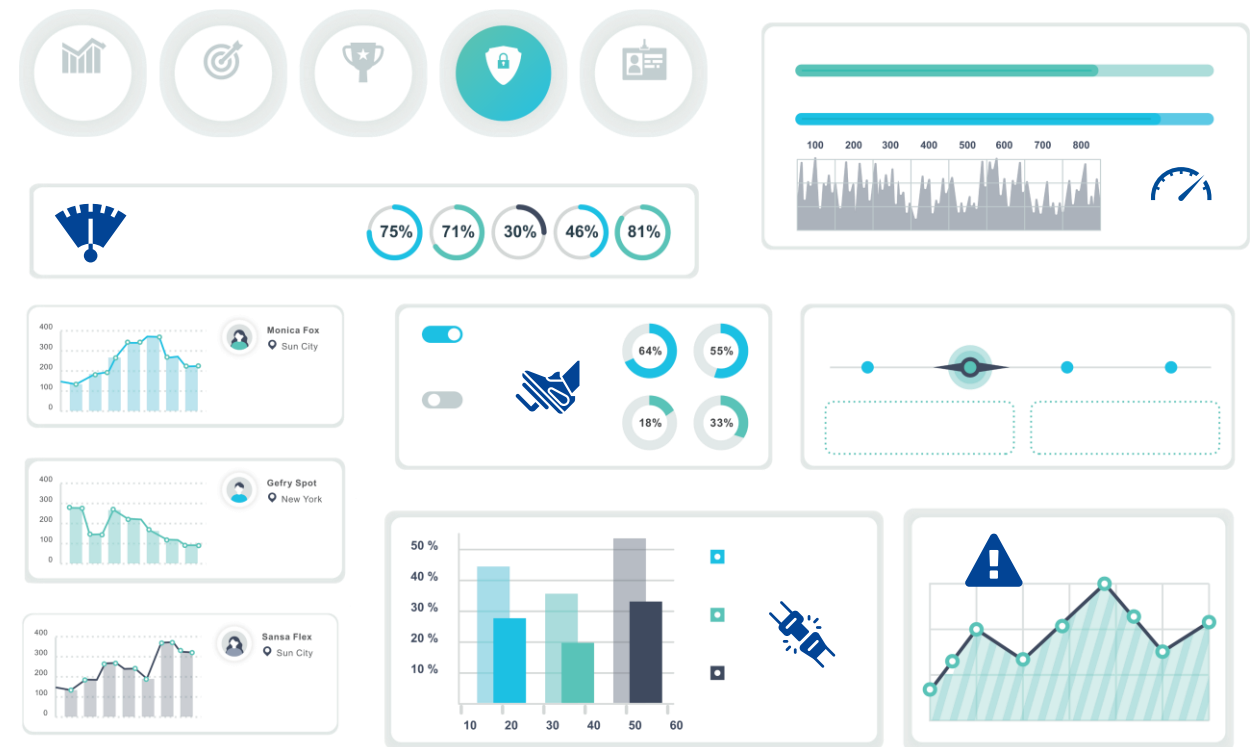 100 200 300 400 500 600 700 800
75% 71% 30% 46% 81%
400
300
200
100
0
Monica Fox
Sun City
64% 55%
18% 33%
400
300
200
100
0
Gefry Spot
New York
50 %
40 %
30 %
20 %
10 %
10 20 30 40 50 60
400
300
200
100
0
Sansa Flex
Sun City